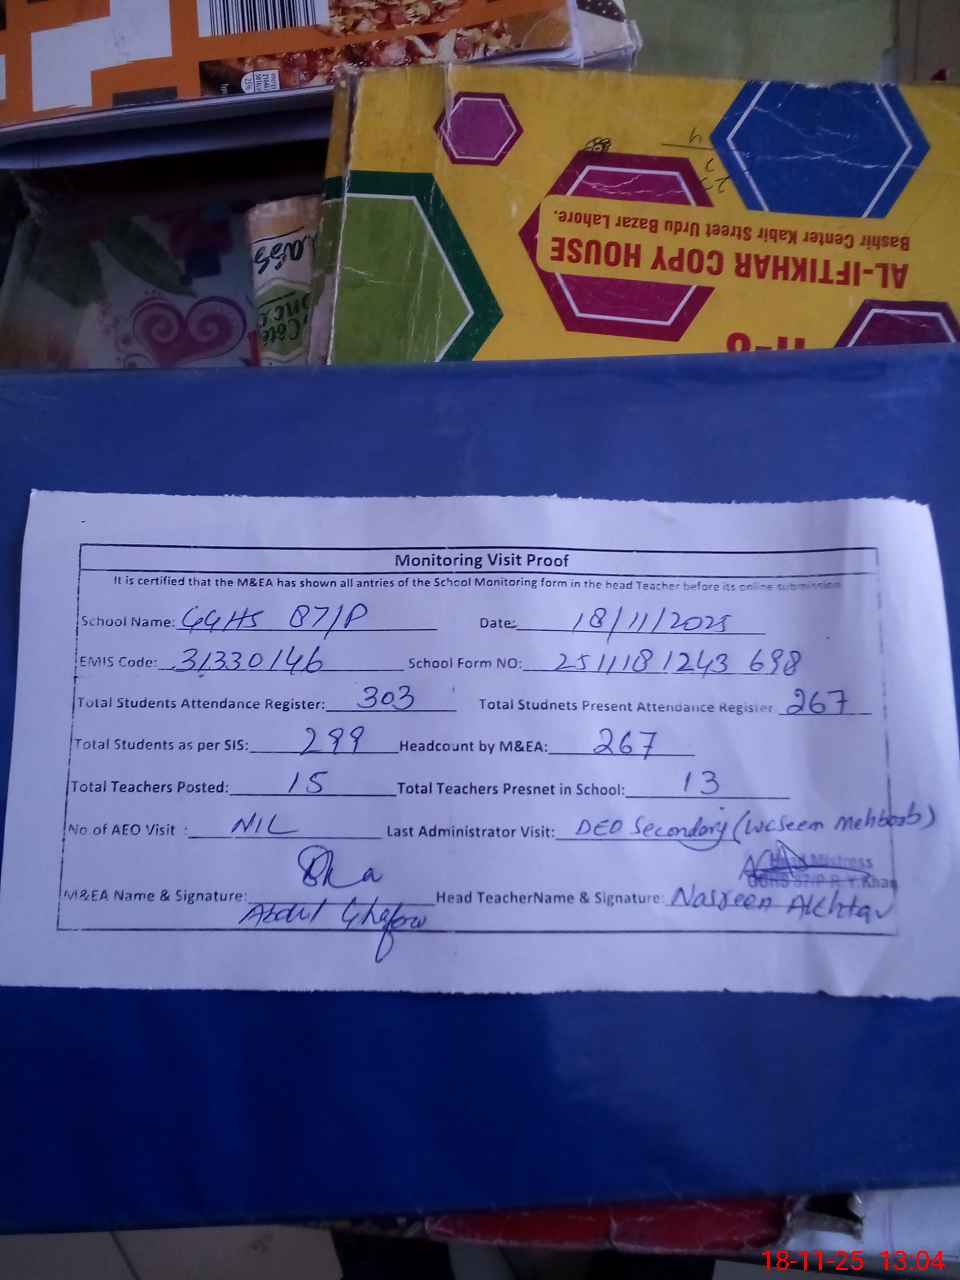 AL-IFTIKHAR COPY HOUSE
Bashir Center Kabir Street Urdu Bazar Lahore.
Monitoring Visit Proof
It is certified that the M&EA has shown all antries of the School Monitoring form in the head Teacher before its online submission
School Name: GGHS 87/P Date: 18/11/2025
EMIS Code: 31330146 School Form NO: 251118 1243 698
Total Students Attendance Register: 303 Total Studnets Present Attendance Register 267
Total Students as per SIS: 299 Headcount by M&EA: 267
Total Teachers Posted: 15 Total Teachers Presnet in School: 13
No of AEO Visit : NIL Last Administrator Visit: DEO Secondary (Waseem Mehboob)
Head Mistress
GGHS 87/P R.Y.Khan
M&EA Name & Signature: Abdul Ghafoor Head TeacherName & Signature: Nasreen Akhtar
18-11-25 13:04